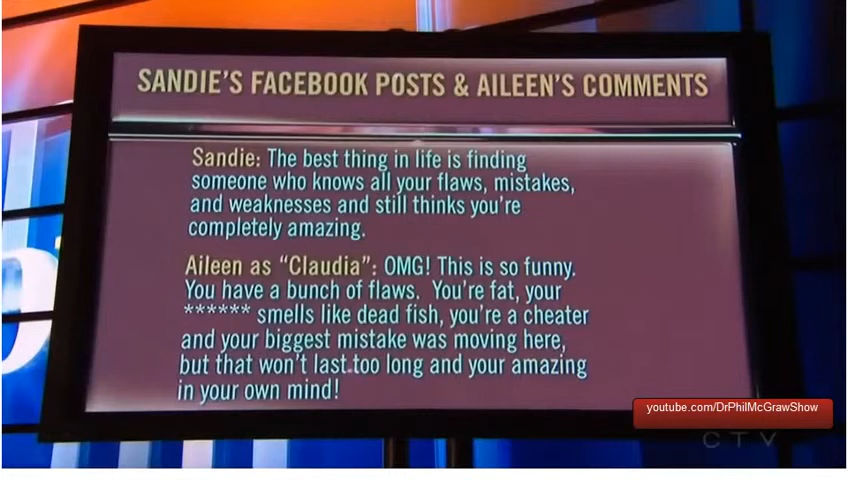 SANDIE'S FACEBOOK POSTS & AILEEN'S COMMENTS
Sandie: The best thing in life is finding
someone who knows all your flaws, mistakes,
and weaknesses and still thinks you're
completely amazing.
Aileen as "Claudia": OMG! This is so funny.
You have a bunch of flaws. You're fat, your
****** smells like dead fish, you're a cheater
and your biggest mistake was moving here,
but that won't last too long and your amazing
in your own mind!
youtube.com/DrPhilMcGrawShow
CTV